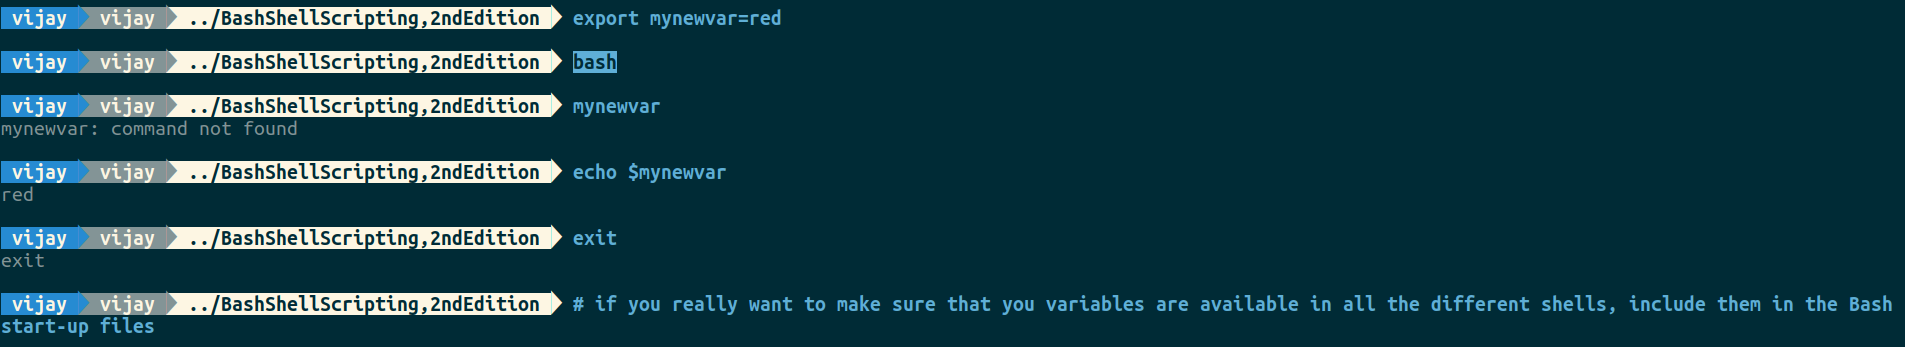 vijay vijay ../BashShellScripting,2ndEdition export mynewvar=red
vijay vijay ../BashShellScripting,2ndEdition bash
vijay vijay ../BashShellScripting,2ndEdition mynewvar
mynewvar: command not found
vijay vijay ../BashShellScripting,2ndEdition echo $mynewvar
red
vijay vijay ../BashShellScripting,2ndEdition exit
exit
vijay vijay ../BashShellScripting,2ndEdition # if you really want to make sure that you variables are available in all the different shells, include them in the Bash
start-up files